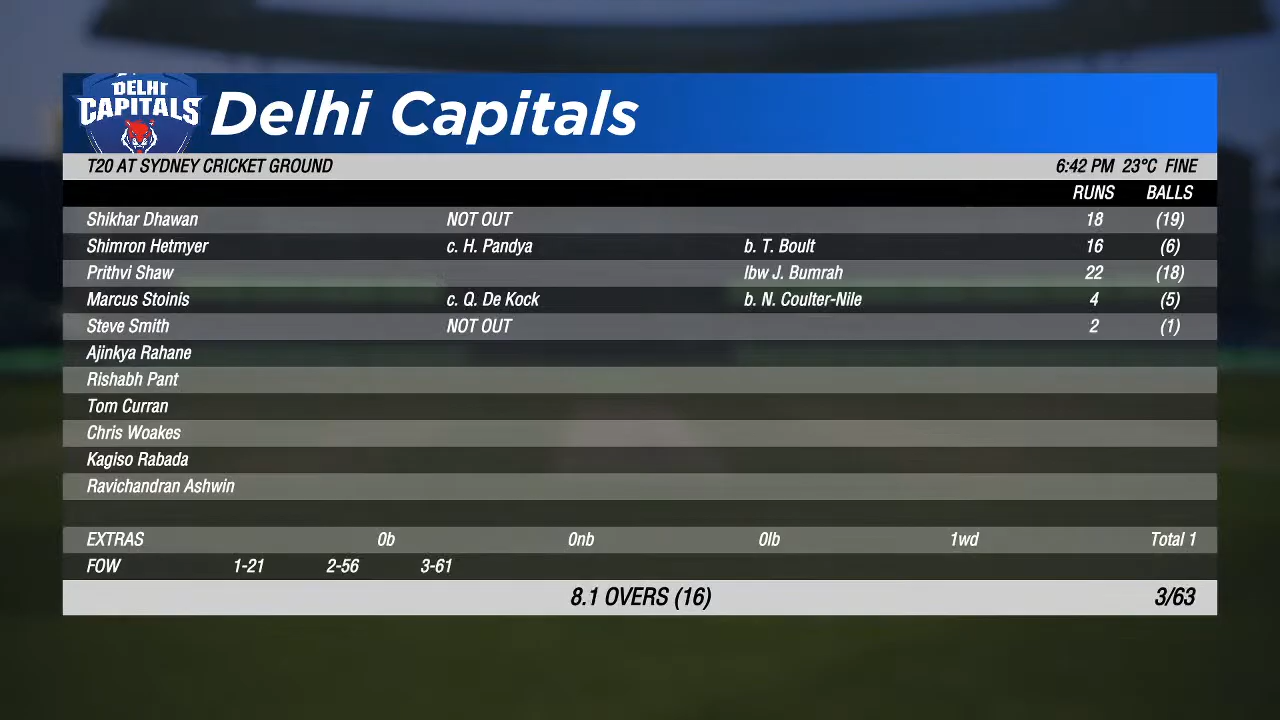 DELHI
CAPITALS
Delhi Capitals
T20 AT SYDNEY CRICKET GROUND 6:42 PM 23°C FINE
RUNS BALLS
Shikhar Dhawan NOT OUT 18 (19)
Shimron Hetmyer c. H. Pandya b. T. Boult 16 (6)
Prithvi Shaw lbw J. Bumrah 22 (18)
Marcus Stoinis c. Q. De Kock b. N. Coulter-Nile 4 (5)
Steve Smith NOT OUT 2 (1)
Ajinkya Rahane
Rishabh Pant
Tom Curran
Chris Woakes
Kagiso Rabada
Ravichandran Ashwin
EXTRAS 0b 0nb 0lb 1wd Total 1
FOW 1-21 2-56 3-61
8.1 OVERS (16) 3/63